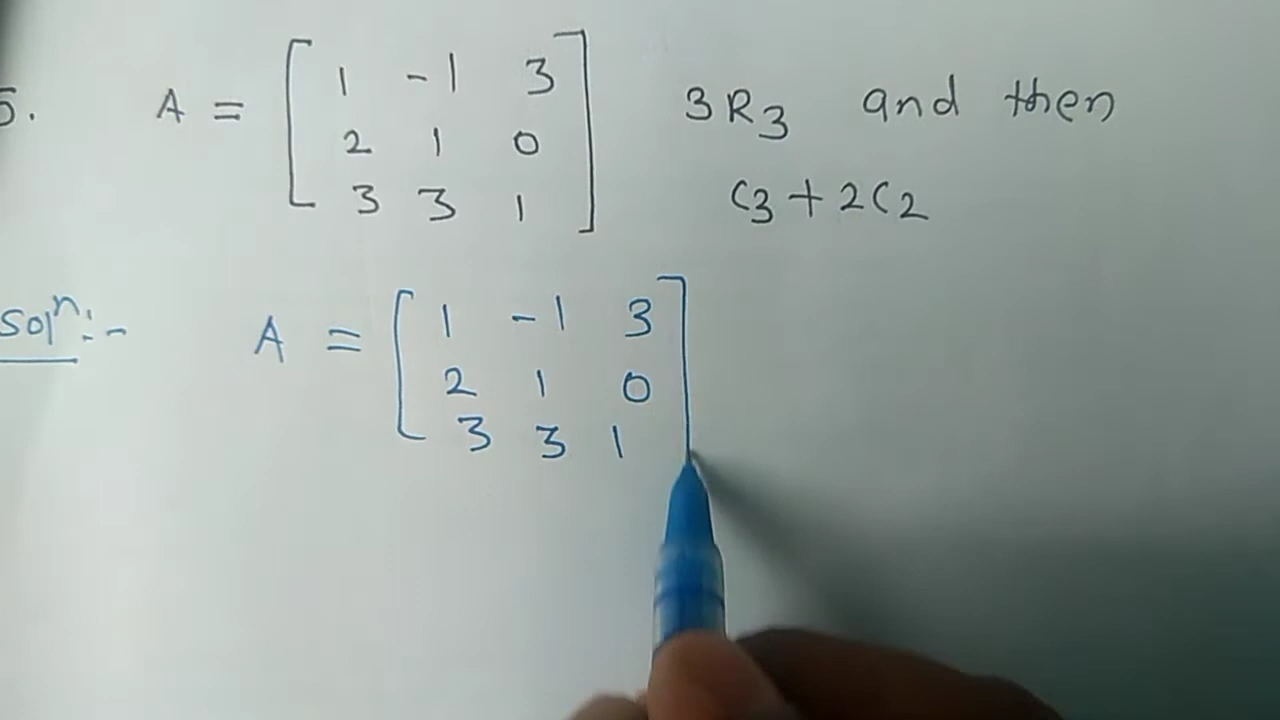 5. A = [ 1 -1 3 3R3 and then
2 1 0
3 3 1 ] C3 + 2C2
Soln:- A = [ 1 -1 3
2 1 0
3 3 1 ]